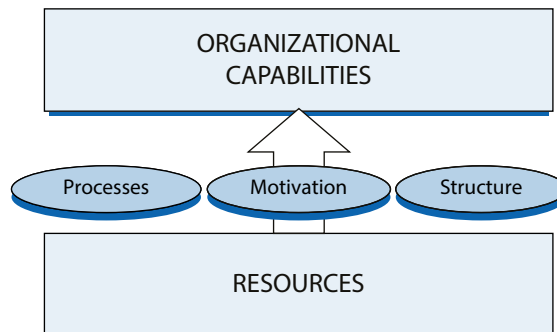 ORGANIZATIONAL
CAPABILITIES
Processes Motivation Structure
RESOURCES